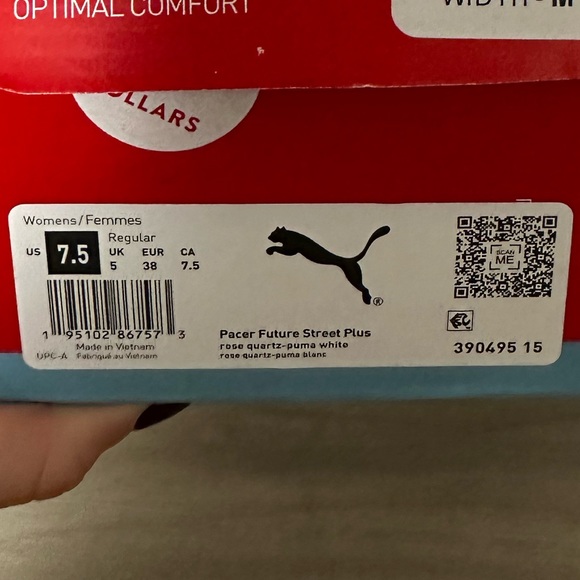 OPTIMAL COMFORT
WIDTH - M
DOLLARS
Womens/Femmes
US 7.5
Regular
UK EUR CA
5 38 7.5
1 95102 86757 3
Made in Vietnam
UPC-A Fabriqué au Vietnam
®
Pacer Future Street Plus
rose quartz-puma white
rose quartz-puma blanc
SCAN
ME
390495 15